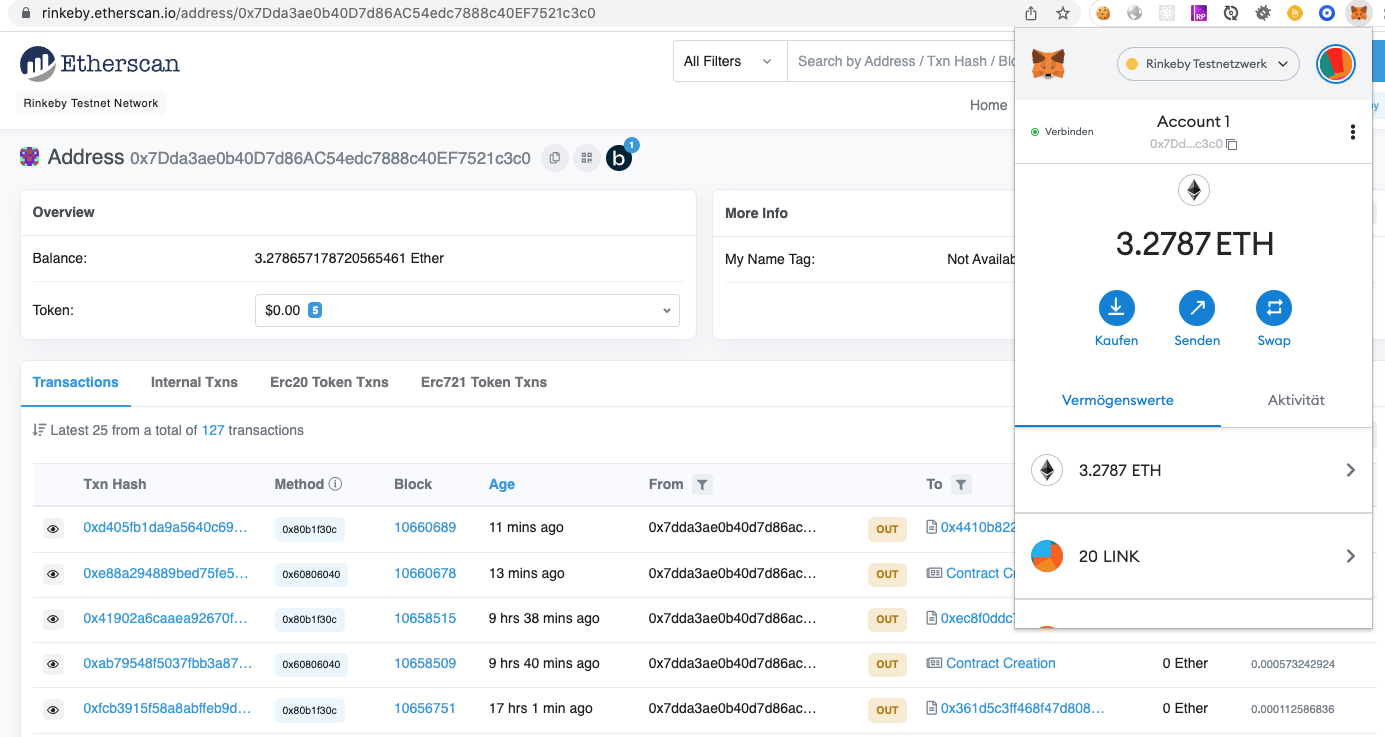 rinkeby.etherscan.io/address/0x7Dda3ae0b40D7d86AC54edc7888c40EF7521c3c0
RP
Etherscan
Rinkeby Testnet Network
All Filters
Search by Address / Txn Hash / Blo
Home
Rinkeby Testnetzwerk
Verbinden
Account 1
0x7Dd...c3c0
Address 0x7Dda3ae0b40D7d86AC54edc7888c40EF7521c3c0
b 1
Overview
Balance: 3.278657178720565461 Ether
Token: $0.00 5
More Info
My Name Tag: Not Availab
3.2787 ETH
Kaufen Senden Swap
Vermögenswerte Aktivität
3.2787 ETH
20 LINK
Transactions Internal Txns Erc20 Token Txns Erc721 Token Txns
Latest 25 from a total of 127 transactions
Txn Hash Method Block Age From To
0xd405fb1da9a5640c69... 0x80b1f30c 10660689 11 mins ago 0x7dda3ae0b40d7d86ac... OUT 0x4410b822
0xe88a294889bed75fe5... 0x60806040 10660678 13 mins ago 0x7dda3ae0b40d7d86ac... OUT Contract Cr
0x41902a6caaea92670f... 0x80b1f30c 10658515 9 hrs 38 mins ago 0x7dda3ae0b40d7d86ac... OUT 0xec8f0ddc7
0xab79548f5037fbb3a87... 0x60806040 10658509 9 hrs 40 mins ago 0x7dda3ae0b40d7d86ac... OUT Contract Creation 0 Ether 0.000573242924
0xfcb3915f58a8abffeb9d... 0x80b1f30c 10656751 17 hrs 1 min ago 0x7dda3ae0b40d7d86ac... OUT 0x361d5c3ff468f47d808... 0 Ether 0.000112586836